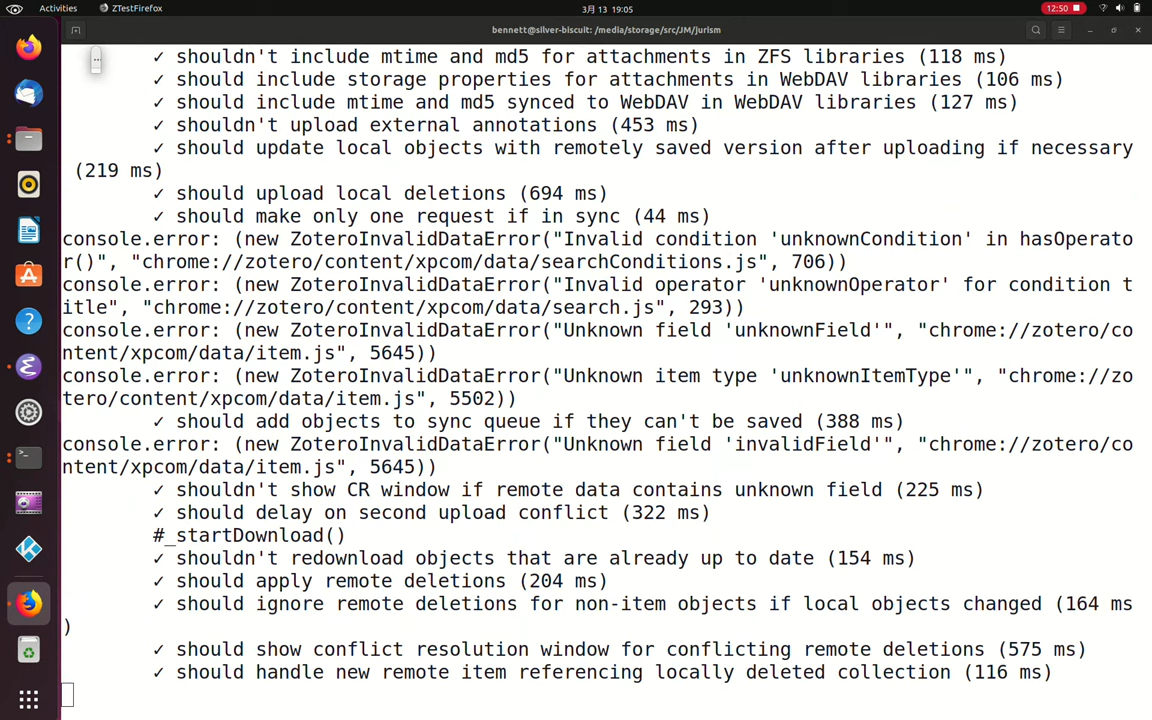 Activities
ZTestFirefox
3月 13 19:05
12:50
bennett@silver-biscuit: /media/storage/src/JM/jurism
✓ shouldn't include mtime and md5 for attachments in ZFS libraries (118 ms)
✓ should include storage properties for attachments in WebDAV libraries (106 ms)
✓ should include mtime and md5 synced to WebDAV in WebDAV libraries (127 ms)
✓ shouldn't upload external annotations (453 ms)
✓ should update local objects with remotely saved version after uploading if necessary
(219 ms)
✓ should upload local deletions (694 ms)
✓ should make only one request if in sync (44 ms)
console.error: (new ZoteroInvalidDataError("Invalid condition 'unknownCondition' in hasOperato
r()", "chrome://zotero/content/xpcom/data/searchConditions.js", 706))
console.error: (new ZoteroInvalidDataError("Invalid operator 'unknownOperator' for condition t
itle", "chrome://zotero/content/xpcom/data/search.js", 293))
console.error: (new ZoteroInvalidDataError("Unknown field 'unknownField'", "chrome://zotero/co
ntent/xpcom/data/item.js", 5645))
console.error: (new ZoteroInvalidDataError("Unknown item type 'unknownItemType'", "chrome://zo
tero/content/xpcom/data/item.js", 5502))
✓ should add objects to sync queue if they can't be saved (388 ms)
console.error: (new ZoteroInvalidDataError("Unknown field 'invalidField'", "chrome://zotero/co
ntent/xpcom/data/item.js", 5645))
✓ shouldn't show CR window if remote data contains unknown field (225 ms)
✓ should delay on second upload conflict (322 ms)
#_startDownload()
✓ shouldn't redownload objects that are already up to date (154 ms)
✓ should apply remote deletions (204 ms)
✓ should ignore remote deletions for non-item objects if local objects changed (164 ms
)
✓ should show conflict resolution window for conflicting remote deletions (575 ms)
✓ should handle new remote item referencing locally deleted collection (116 ms)